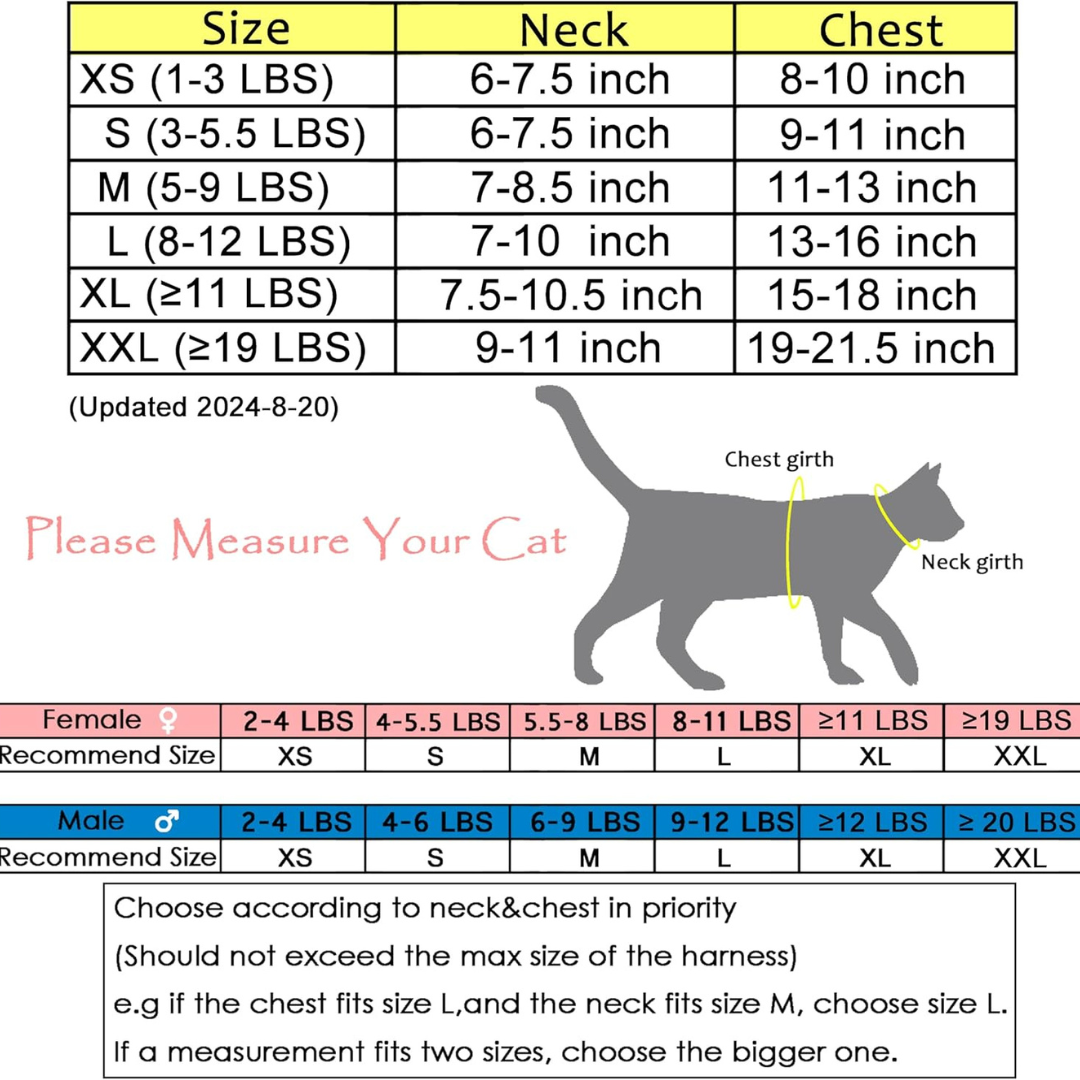 Size Neck Chest
XS (1-3 LBS) 6-7.5 inch 8-10 inch
S (3-5.5 LBS) 6-7.5 inch 9-11 inch
M (5-9 LBS) 7-8.5 inch 11-13 inch
L (8-12 LBS) 7-10 inch 13-16 inch
XL (≥11 LBS) 7.5-10.5 inch 15-18 inch
XXL (≥19 LBS) 9-11 inch 19-21.5 inch
(Updated 2024-8-20)
Chest girth
Please Measure Your Cat
Neck girth
Female ♀ 2-4 LBS 4-5.5 LBS 5.5-8 LBS 8-11 LBS ≥11 LBS ≥19 LBS
Recommend Size XS S M L XL XXL
Male ♂ 2-4 LBS 4-6 LBS 6-9 LBS 9-12 LBS ≥12 LBS ≥ 20 LBS
Recommend Size XS S M L XL XXL
Choose according to neck&chest in priority
(Should not exceed the max size of the harness)
e.g if the chest fits size L,and the neck fits size M, choose size L.
If a measurement fits two sizes, choose the bigger one.